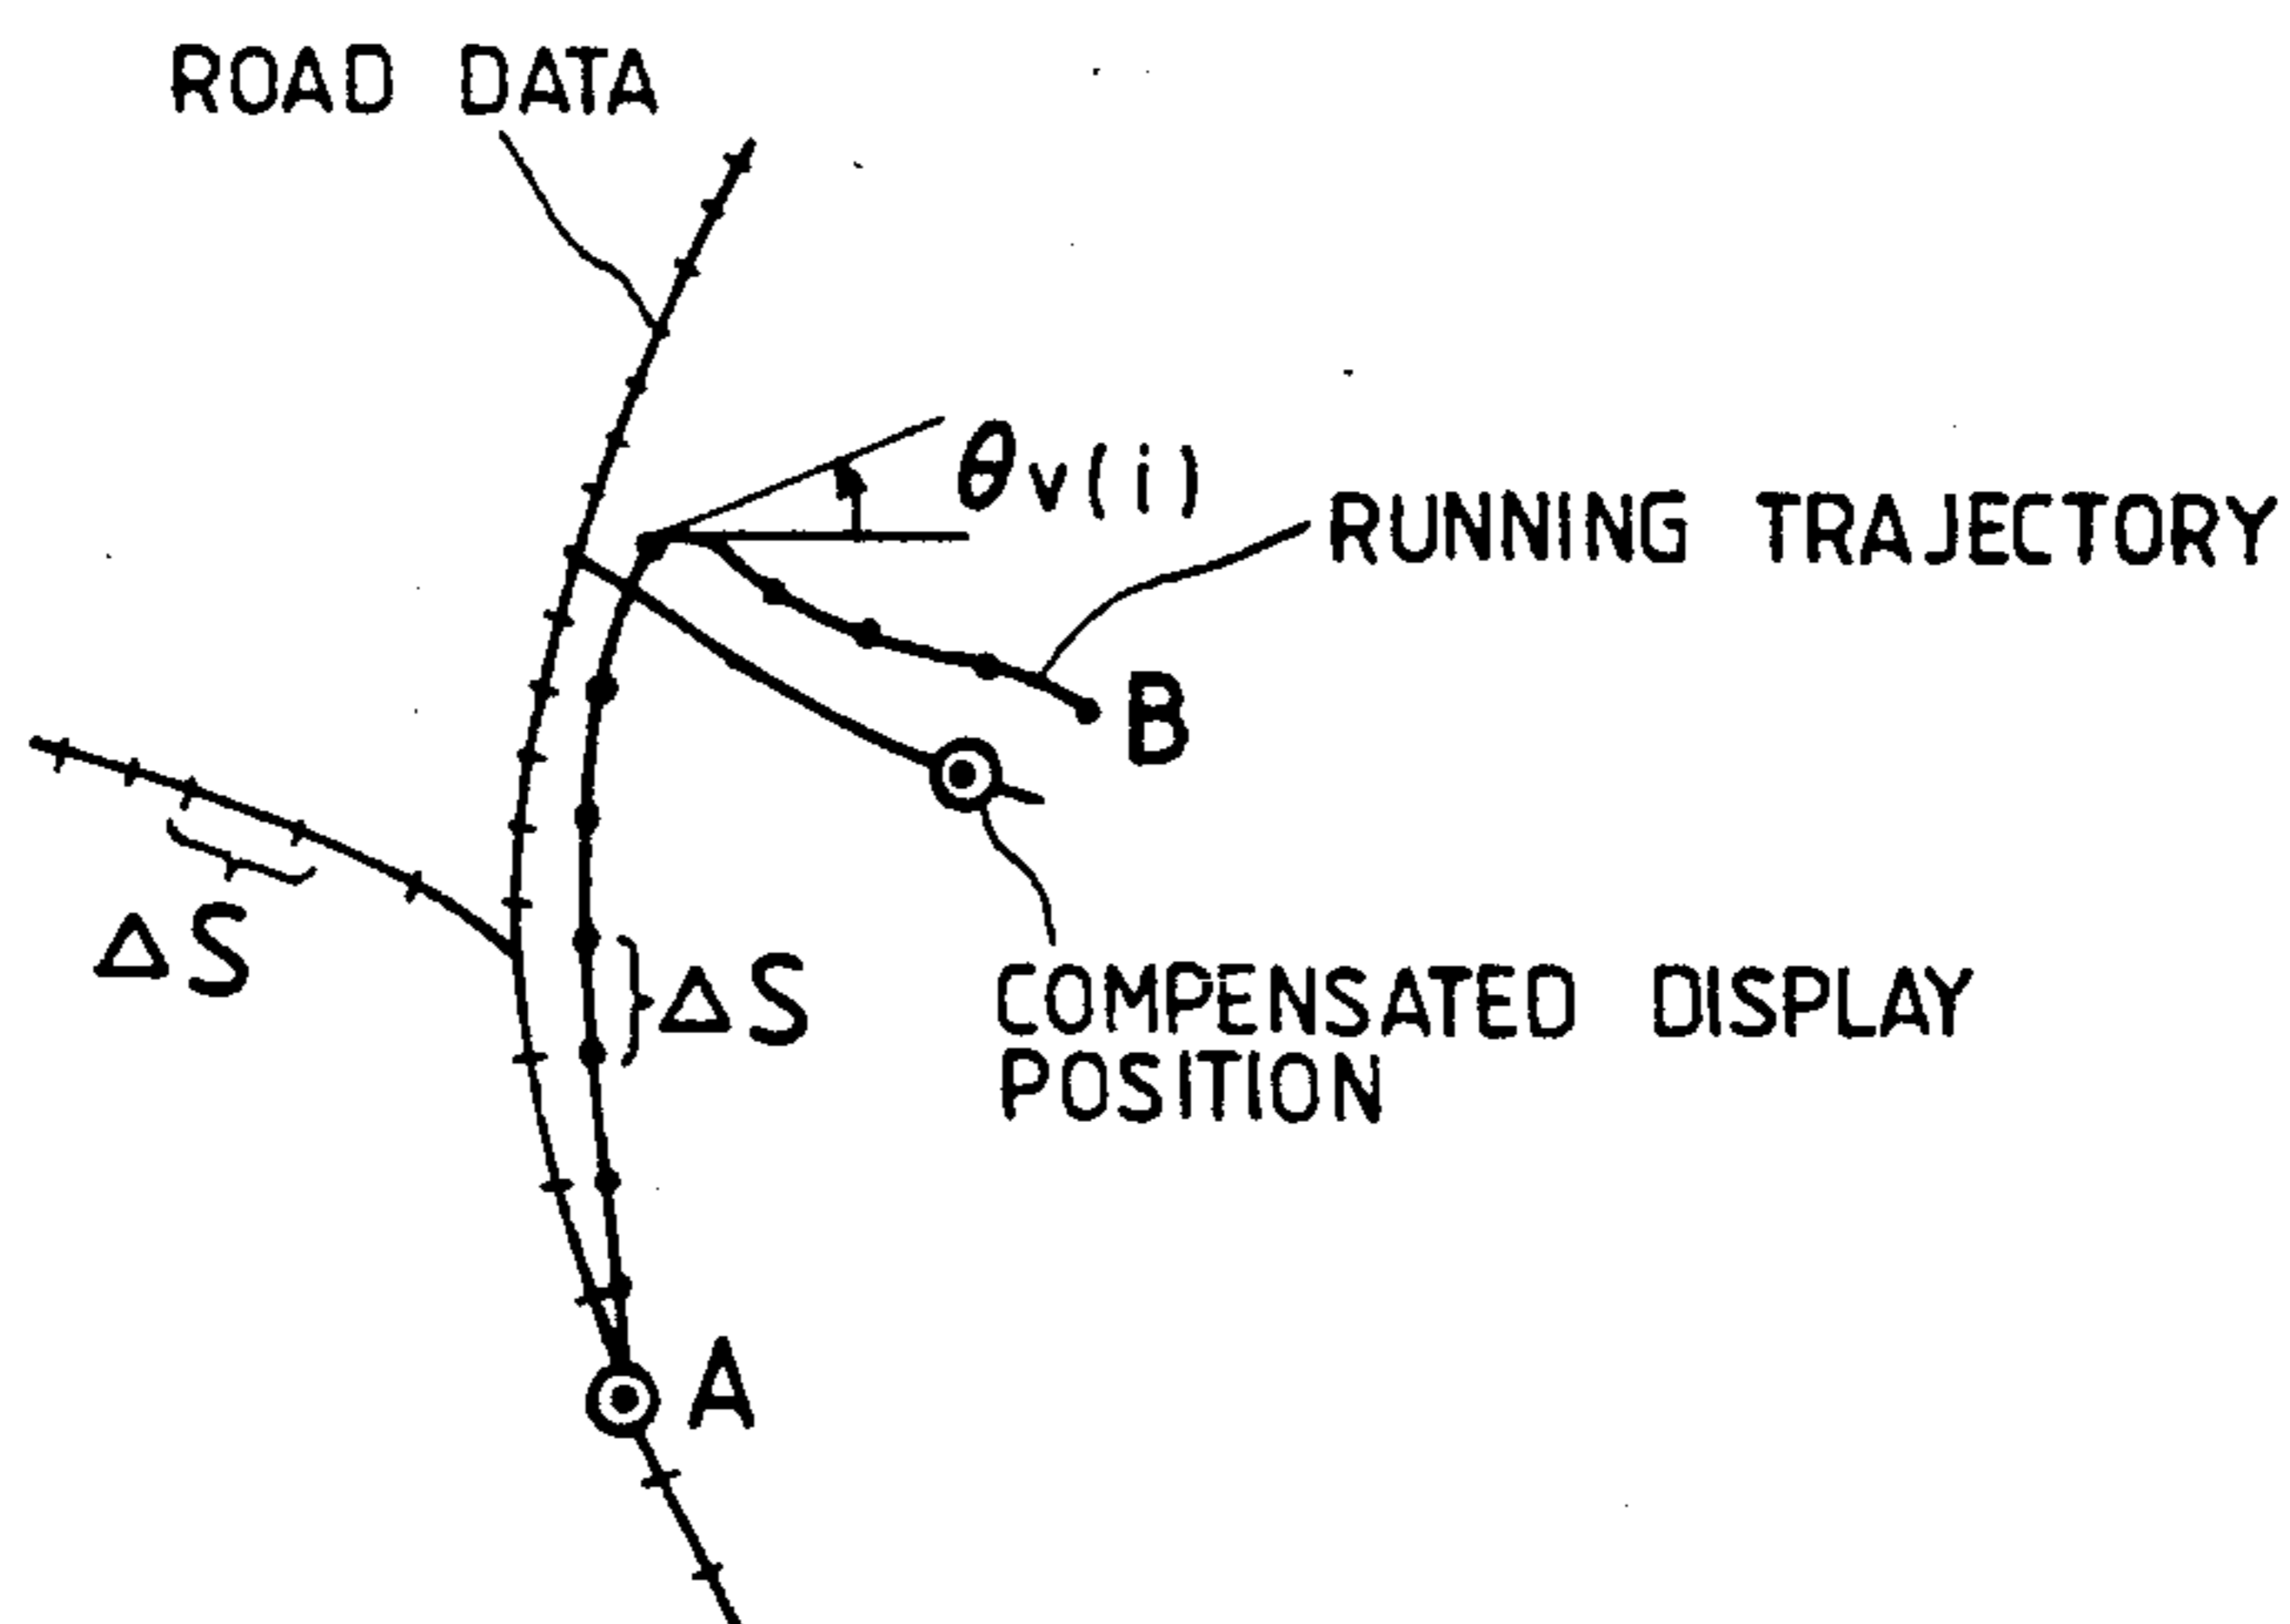 ROAD DATA
θv(i)
RUNNING TRAJECTORY
B
ΔS
ΔS
COMPENSATED DISPLAY
POSITION
A